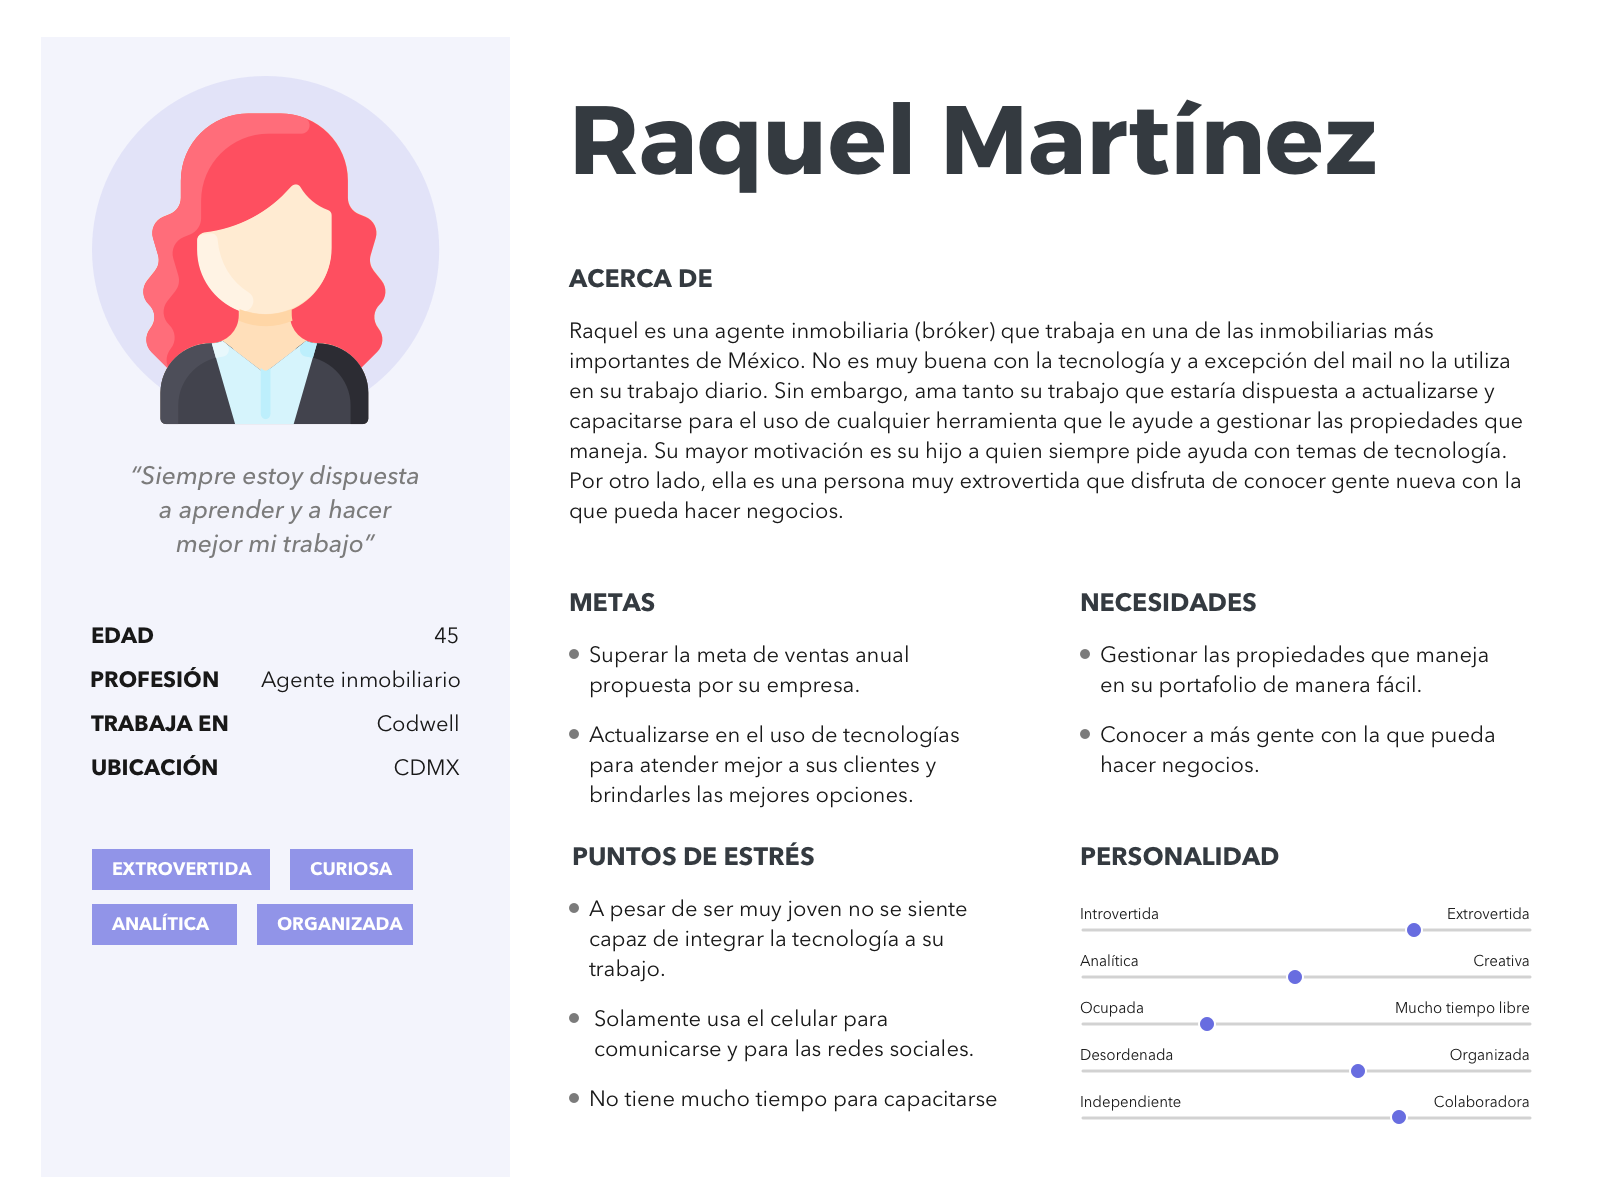 “Siempre estoy dispuesta
a aprender y a hacer
mejor mi trabajo“
EDAD 45
PROFESIÓN Agente inmobiliario
TRABAJA EN Codwell
UBICACIÓN CDMX
EXTROVERTIDA CURIOSA
ANALÍTICA ORGANIZADA
Raquel Martínez
ACERCA DE
Raquel es una agente inmobiliaria (bróker) que trabaja en una de las inmobiliarias más
importantes de México. No es muy buena con la tecnología y a excepción del mail no la utiliza
en su trabajo diario. Sin embargo, ama tanto su trabajo que estaría dispuesta a actualizarse y
capacitarse para el uso de cualquier herramienta que le ayude a gestionar las propiedades que
maneja. Su mayor motivación es su hijo a quien siempre pide ayuda con temas de tecnología.
Por otro lado, ella es una persona muy extrovertida que disfruta de conocer gente nueva con la
que pueda hacer negocios.
METAS
• Superar la meta de ventas anual
propuesta por su empresa.
• Actualizarse en el uso de tecnologías
para atender mejor a sus clientes y
brindarles las mejores opciones.
NECESIDADES
• Gestionar las propiedades que maneja
en su portafolio de manera fácil.
• Conocer a más gente con la que pueda
hacer negocios.
PUNTOS DE ESTRÉS
• A pesar de ser muy joven no se siente
capaz de integrar la tecnología a su
trabajo.
• Solamente usa el celular para
comunicarse y para las redes sociales.
• No tiene mucho tiempo para capacitarse
PERSONALIDAD
Introvertida Extrovertida
Analítica Creativa
Ocupada Mucho tiempo libre
Desordenada Organizada
Independiente Colaboradora